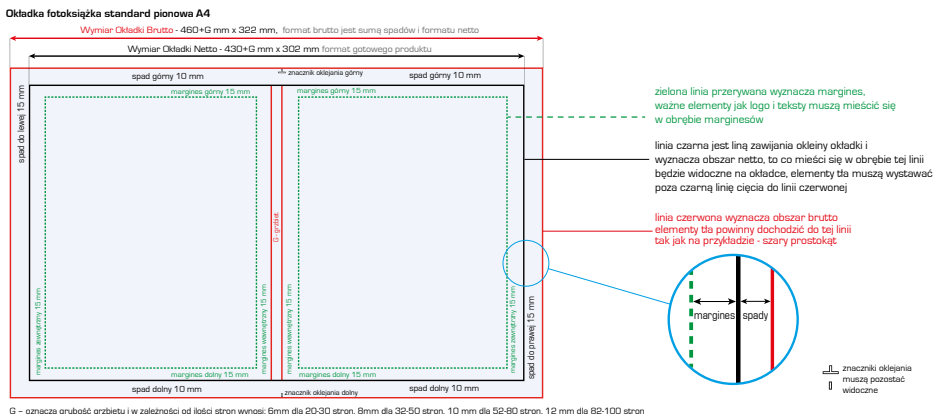 Okładka fotoksiążka standard pionowa A4
Wymiar Okładki Brutto - 460+G mm x 322 mm, format brutto jest sumą spadów i formatu netto
Wymiar Okładki Netto - 430+G mm x 302 mm format gotowego produktu
spad górny 10 mm
znacznik oklejania górny
spad górny 10 mm
margines górny 15 mm
margines górny 15 mm
spad do lewej 15 mm
G -grzbiet
margines zewnętrzny 15 mm
margines wewnętrzny 15 mm
margines wewnętrzny 15 mm
margines zewnętrzny 15 mm
spad do prawej 15 mm
margines dolny 15 mm
margines dolny 15 mm
spad dolny 10 mm
znacznik oklejania dolny
spad dolny 10 mm
zielona linia przerywana wyznacza margines,
ważne elementy jak logo i teksty muszą mieścić się
w obrębie marginesów
linia czarna jest liną zawijania okleiny okładki i
wyznacza obszar netto, to co mieści się w obrębie tej linii
będzie widoczne na okładce, elementy tła muszą wystawać
poza czarną linię cięcia do linii czerwonej
linia czerwona wyznacza obszar brutto
elementy tła powinny dochodzić do tej linii
tak jak na przykładzie - szary prostokąt
margines
spady
znaczniki oklejania
muszą pozostać
widoczne
G – oznacza grubość grzbietu i w zależności od ilości stron wynosi: 6mm dla 20-30 stron, 8mm dla 32-50 stron, 10 mm dla 52-80 stron, 12 mm dla 82-100 stron